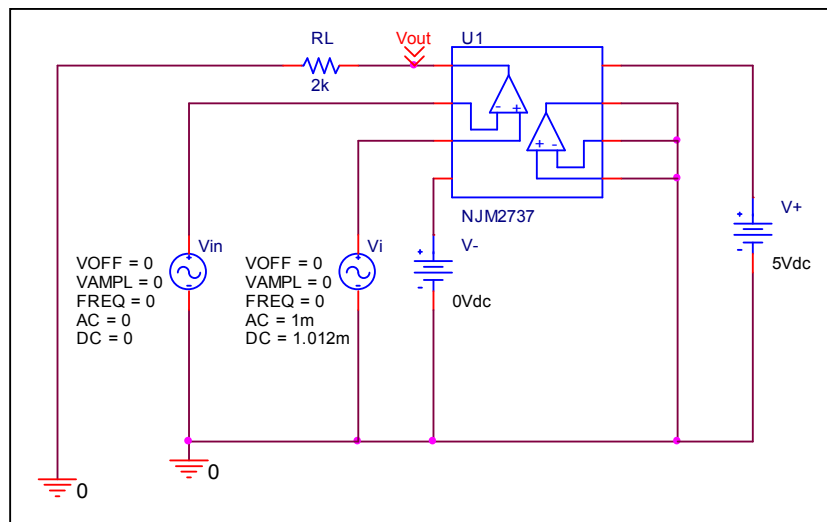 RL
Vout
U1
2k
- +
+ -
NJM2737
Vin
VOFF = 0
VAMPL = 0
FREQ = 0
AC = 0
DC = 0
+
-
Vi
VOFF = 0
VAMPL = 0
FREQ = 0
AC = 1m
DC = 1.012m
+
-
V-
+
-
0Vdc
V+
+
-
5Vdc
0
0